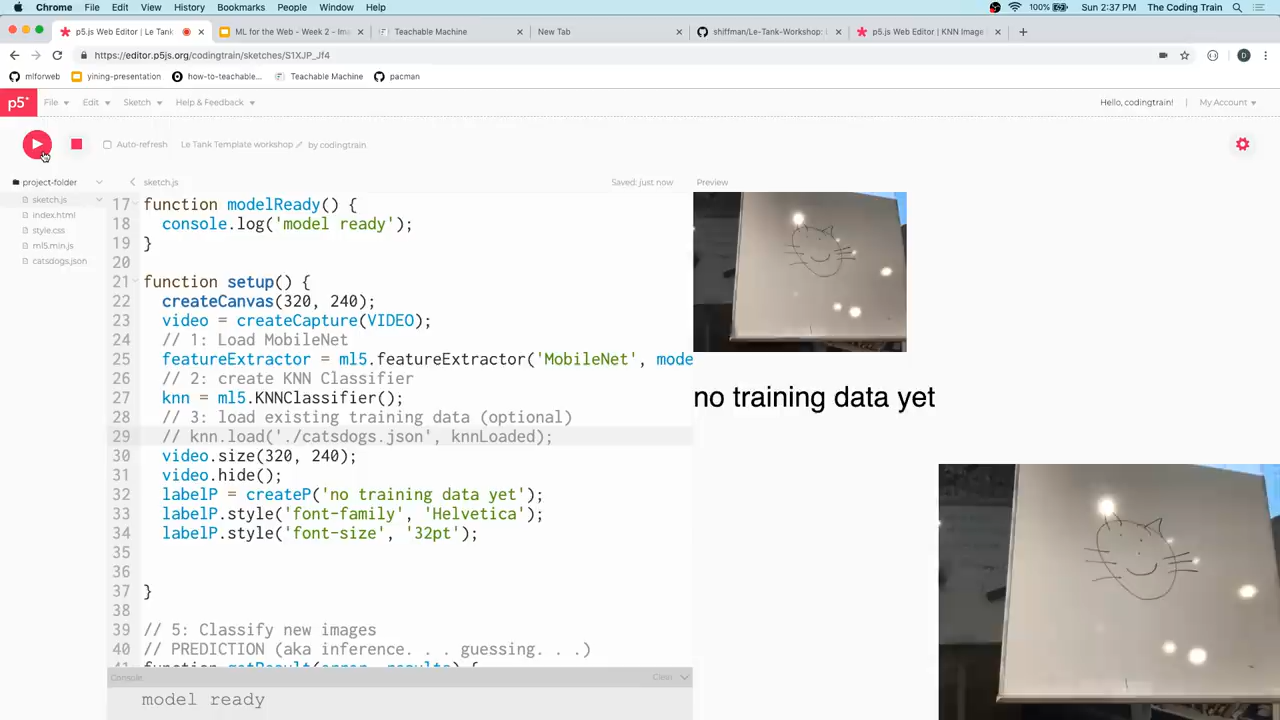 Chrome File Edit View History Bookmarks People Window Help 100% Sun 2:37 PM The Coding Train
p5.js Web Editor | Le Tank ML for the Web - Week 2 - Ima Teachable Machine New Tab shiffman/Le-Tank-Workshop: p5.js Web Editor | KNN Image
https://editor.p5js.org/codingtrain/sketches/S1XJP_Jf4
mlforweb yining-presentation how-to-teachable... Teachable Machine pacman
p5* File Edit Sketch Help & Feedback Hello, codingtrain! | My Account
Auto-refresh Le Tank Template workshop by codingtrain
project-folder sketch.js Saved: just now Preview
sketch.js
index.html
style.css
ml5.min.js
catsdogs.json
17 function modelReady() {
18 console.log('model ready');
19 }
20
21 function setup() {
22 createCanvas(320, 240);
23 video = createCapture(VIDEO);
24 // 1: Load MobileNet
25 featureExtractor = ml5.featureExtractor('MobileNet', mode
26 // 2: create KNN Classifier
27 knn = ml5.KNNClassifier();
28 // 3: load existing training data (optional)
29 // knn.load('./catsdogs.json', knnLoaded);
30 video.size(320, 240);
31 video.hide();
32 labelP = createP('no training data yet');
33 labelP.style('font-family', 'Helvetica');
34 labelP.style('font-size', '32pt');
35
36
37 }
38
39 // 5: Classify new images
40 // PREDICTION (aka inference. . . guessing. . .)
41 function getResult(error, results) {
Console Clear
model ready
no training data yet